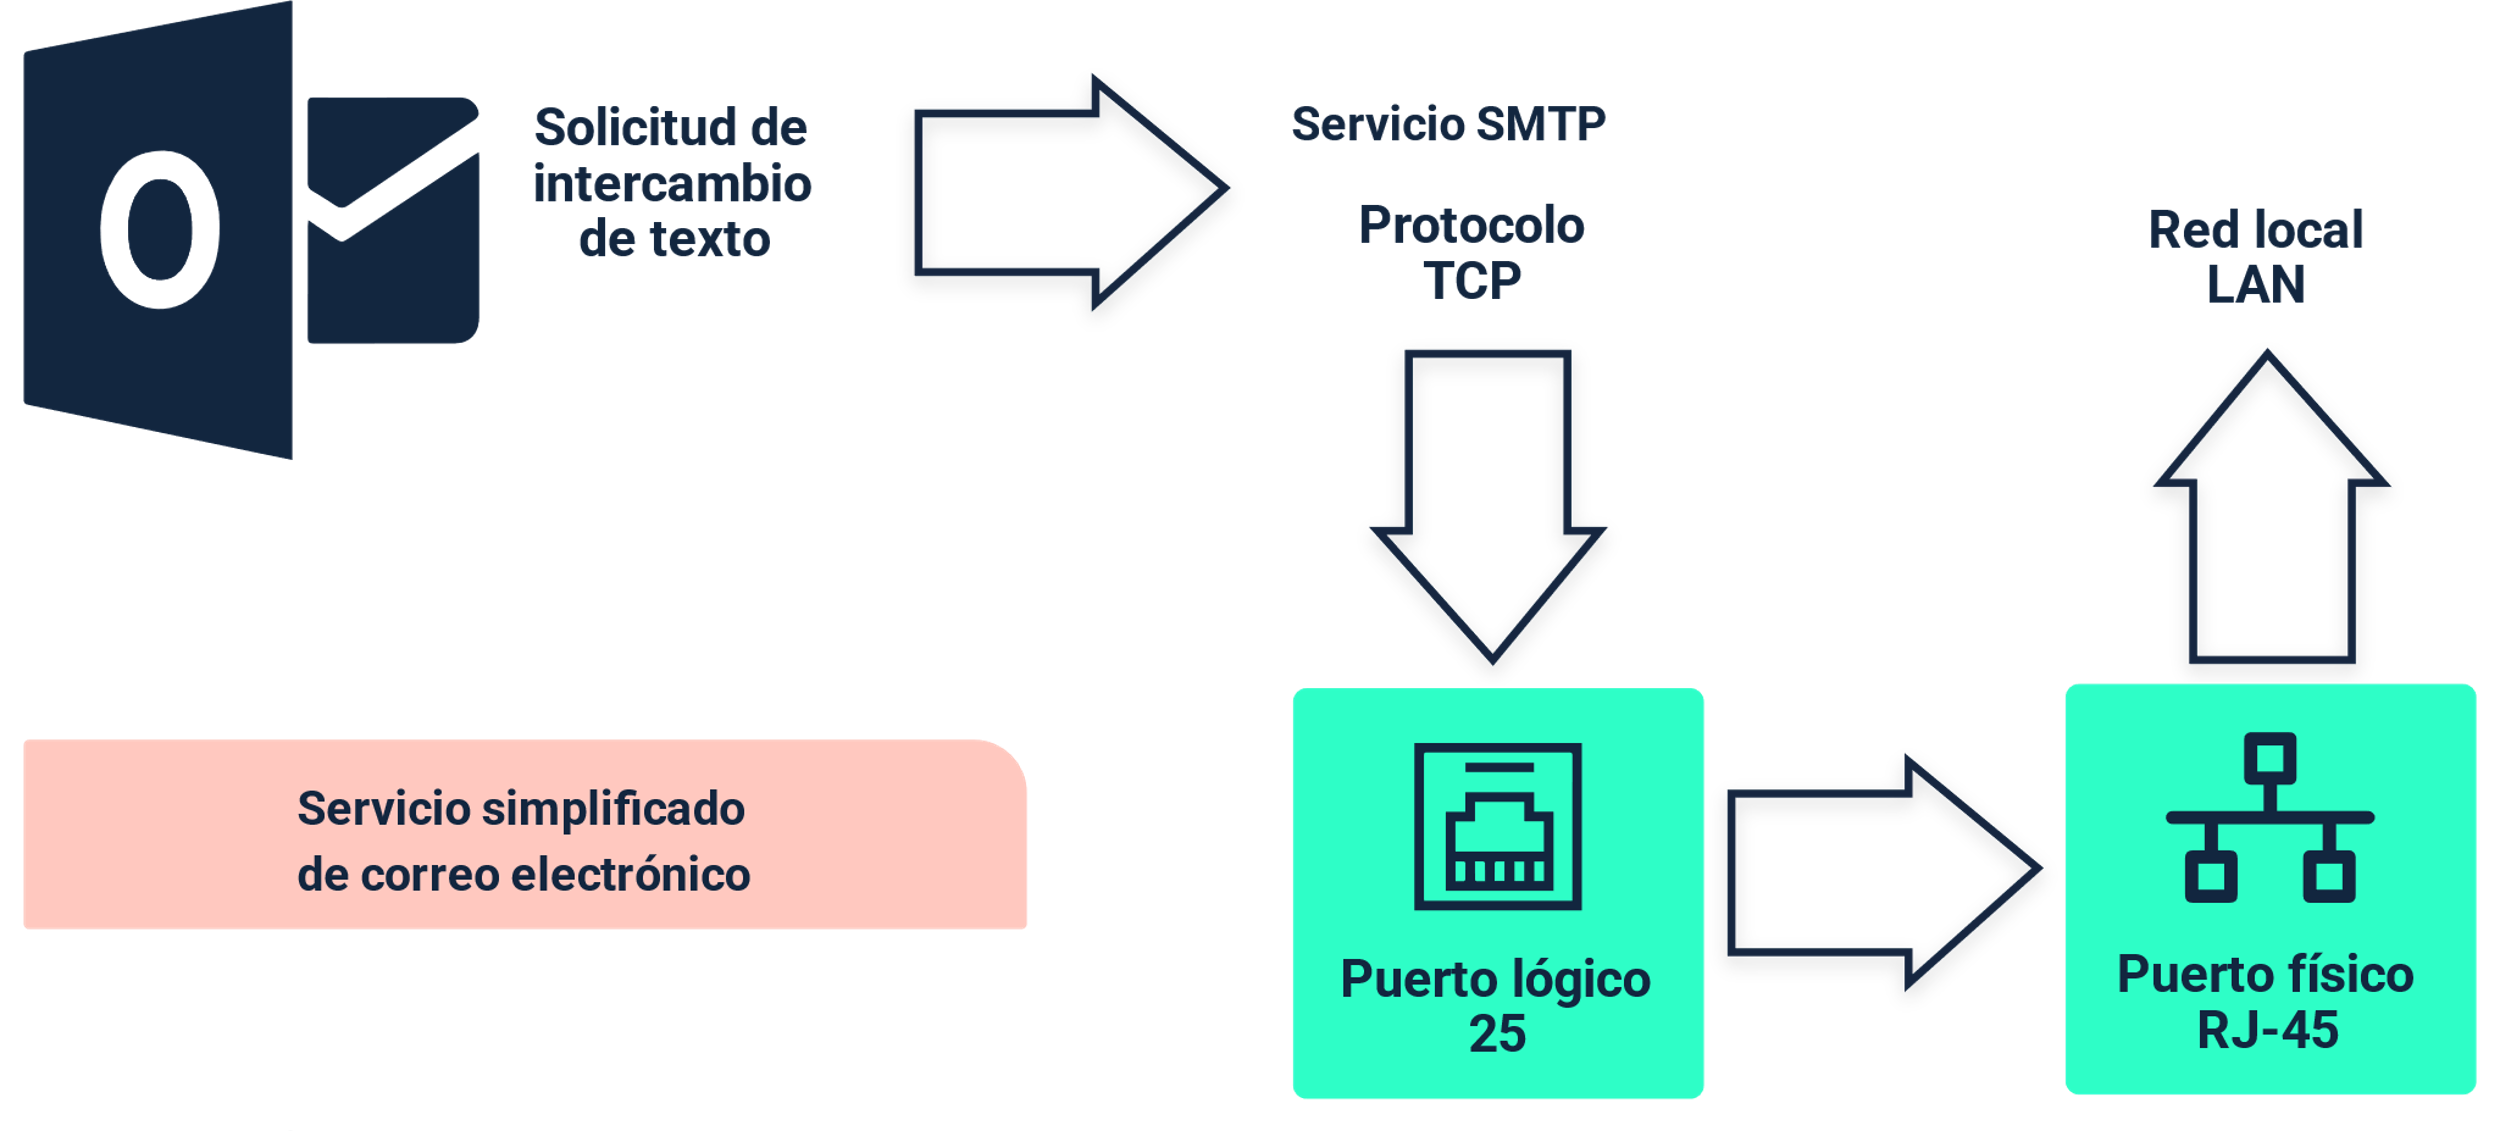 O
Solicitud de
intercambio
de texto
Servicio SMTP
Protocolo
TCP
Red local
LAN
Servicio simplificado
de correo electrónico
Puerto lógico
25
Puerto físico
RJ-45